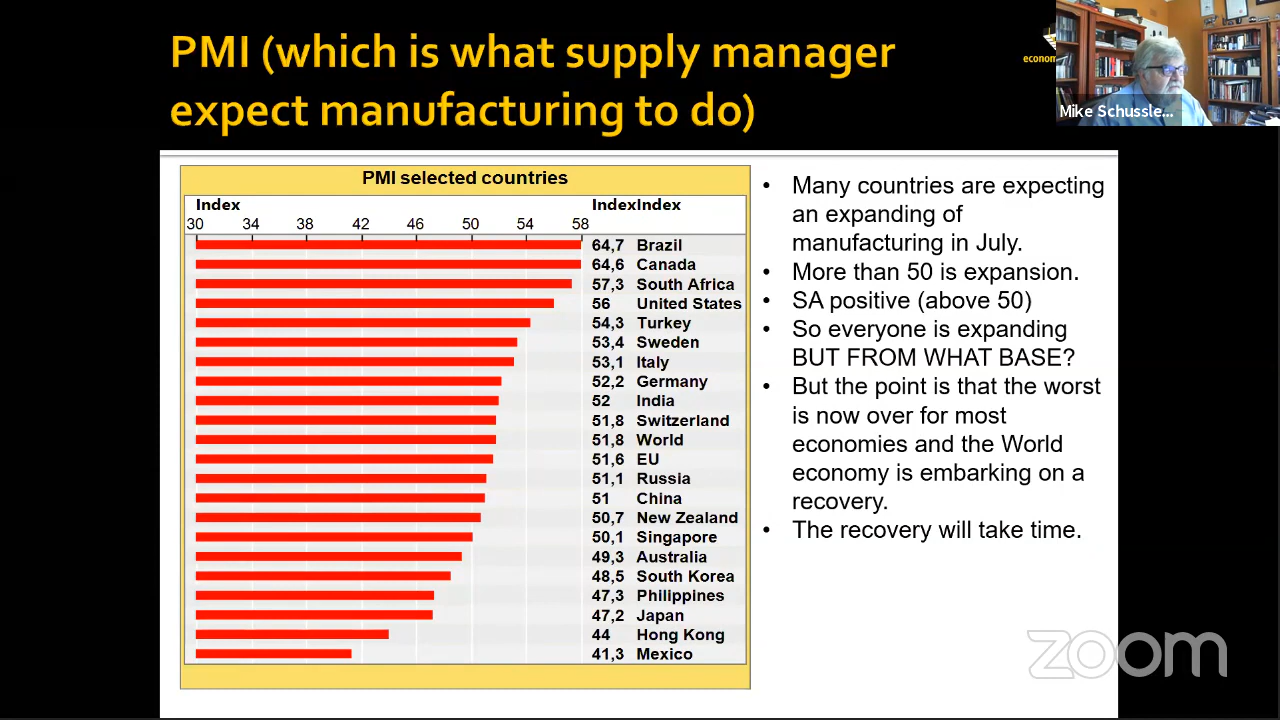 PMI (which is what supply manager
expect manufacturing to do)
econom
Mike Schussle...
PMI selected countries
Index IndexIndex
30 34 38 42 46 50 54 58
64,7 Brazil
64,6 Canada
57,3 South Africa
56 United States
54,3 Turkey
53,4 Sweden
53,1 Italy
52,2 Germany
52 India
51,8 Switzerland
51,8 World
51,6 EU
51,1 Russia
51 China
50,7 New Zealand
50,1 Singapore
49,3 Australia
48,5 South Korea
47,3 Philippines
47,2 Japan
44 Hong Kong
41,3 Mexico
• Many countries are expecting
an expanding of
manufacturing in July.
• More than 50 is expansion.
• SA positive (above 50)
• So everyone is expanding
BUT FROM WHAT BASE?
• But the point is that the worst
is now over for most
economies and the World
economy is embarking on a
recovery.
• The recovery will take time.
zoom